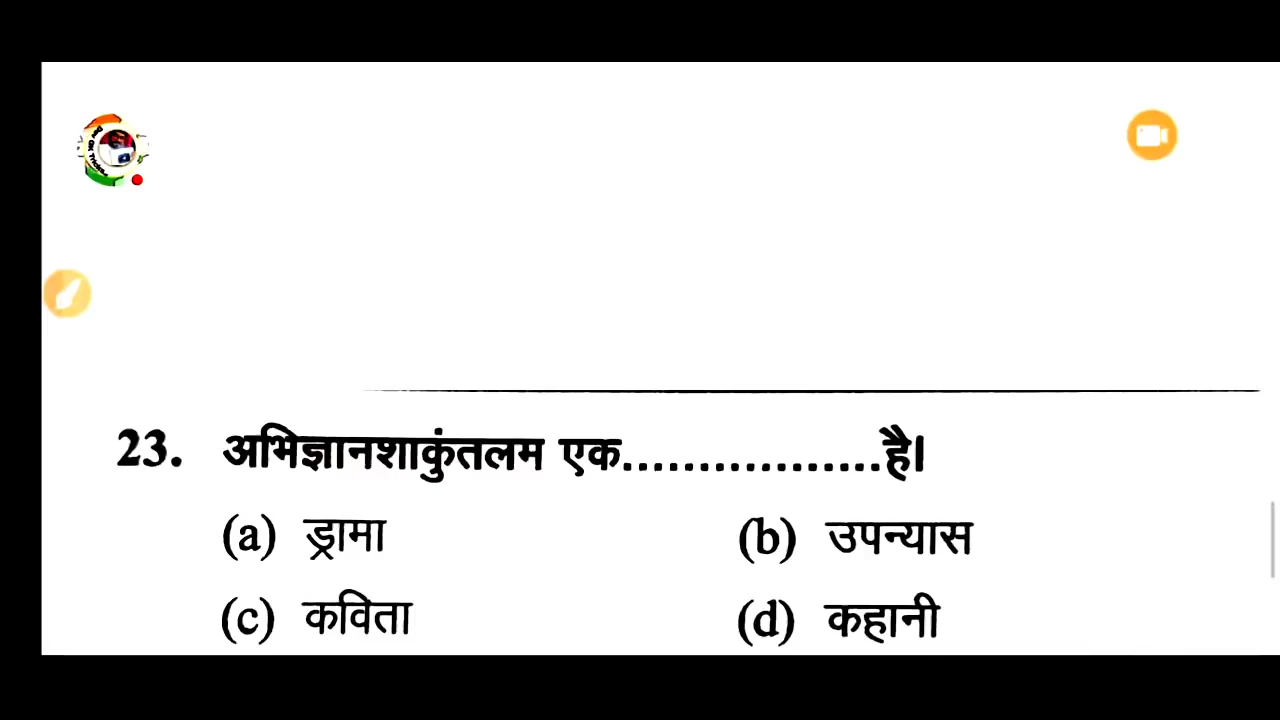 23. अभिज्ञानशाकुंतलम एक.................है।
(a) ड्रामा (b) उपन्यास
(c) कविता (d) कहानी